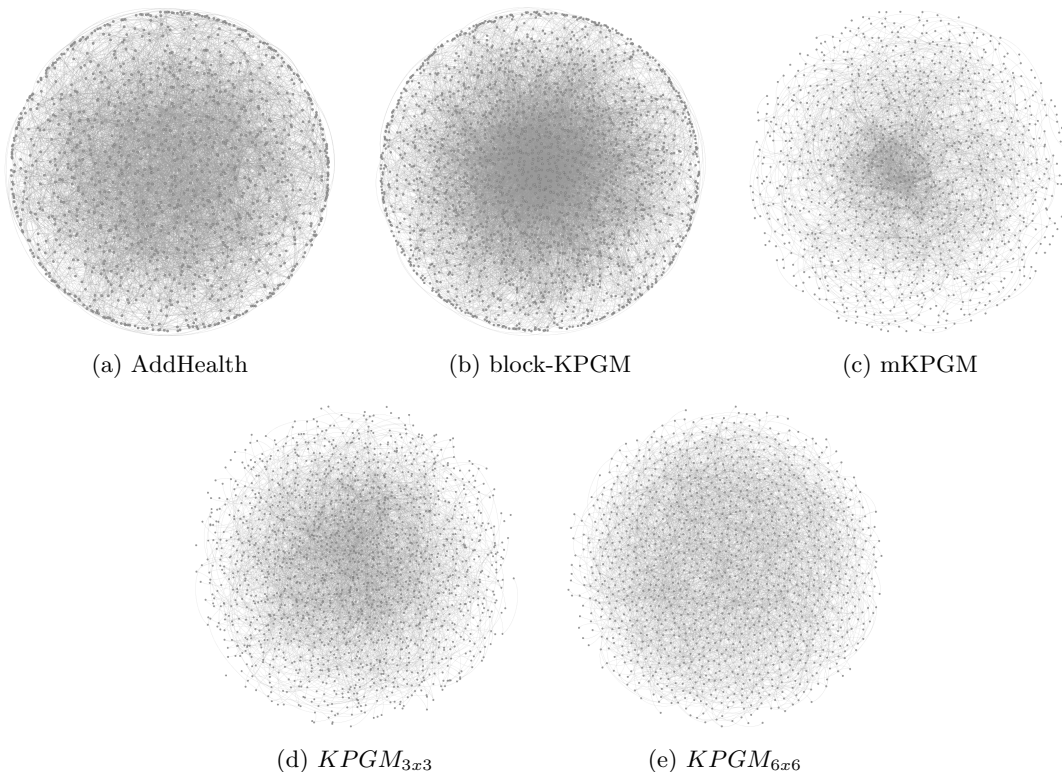 (a) AddHealth
(b) block-KPGM
(c) mKPGM
(d) KPGM3x3
(e) KPGM6x6